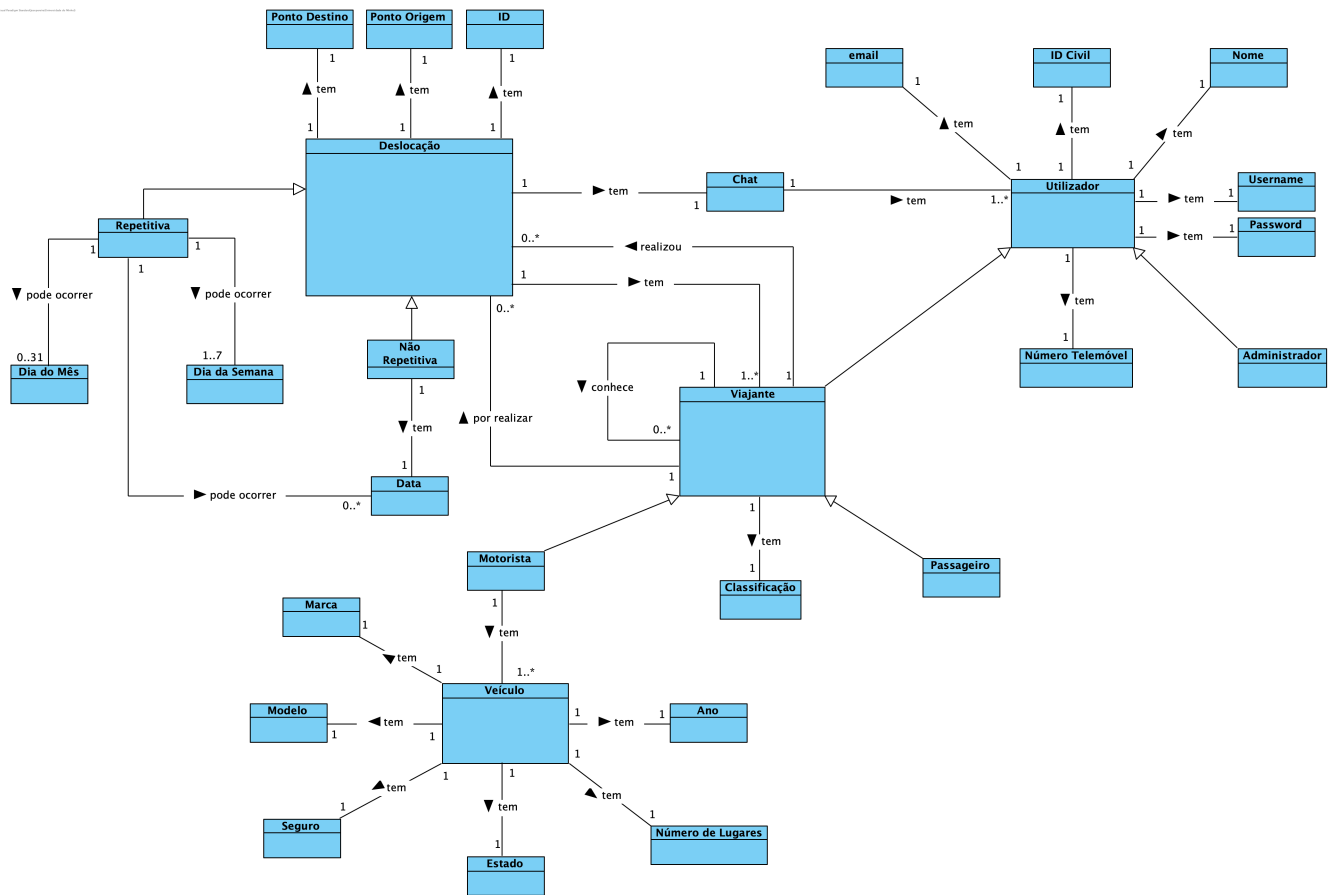 Ponto Destino
Ponto Origem
ID
1
1
1
tem
tem
tem
1
1
1
Deslocação
email
ID Civil
Nome
1
1
1
tem
tem
tem
1
1
1
Utilizador
Username
1
tem
1
Password
1
tem
1
Chat
1
tem
1
1
tem
1..*
Repetitiva
1
1
1
pode ocorrer
pode ocorrer
0..31
1..7
Dia do Mês
Dia da Semana
0..*
realizou
1
tem
0..*
Não
Repetitiva
1
tem
1
Data
pode ocorrer
0..*
por realizar
conhece
1
1..*
1
Viajante
0..*
1
1
tem
1
Número Telemóvel
Administrador
1
tem
1
Classificação
Passageiro
Motorista
1
tem
1..*
Veículo
Marca
1
tem
1
Modelo
1
tem
1
Seguro
1
tem
1
1
tem
1
Estado
1
tem
1
Ano
1
tem
1
Número de Lugares